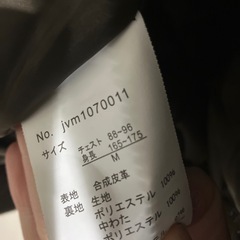 No. jvm1070011
サイズ
チェスト 88-96
身長 165-175
M
表地 合成皮革
裏地 生地
ポリエステル 100%
中わた
ポリエステル 100%